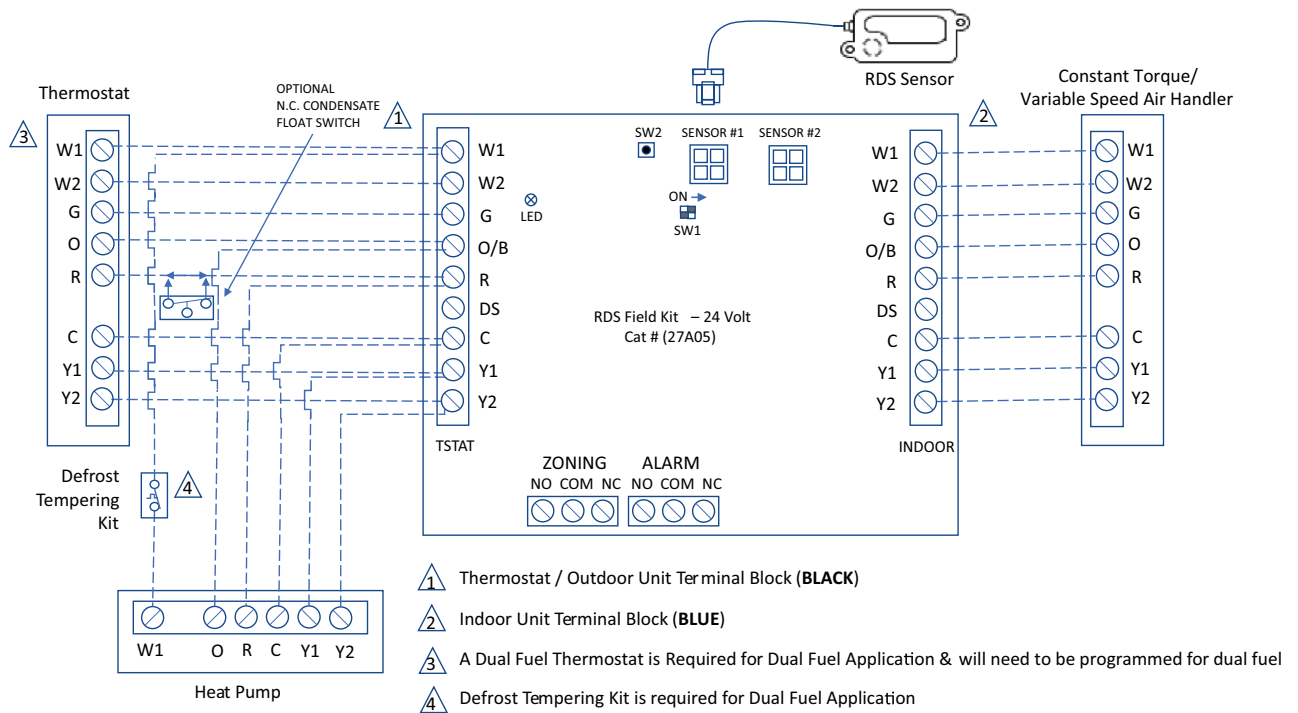 RDS Sensor
Thermostat
OPTIONAL
N.C. CONDENSATE
FLOAT SWITCH
Constant Torque/
Variable Speed Air Handler
3
1
2
W1
W2
G
O
R
C
Y1
Y2
W1
W2
G
O/B
R
DS
C
Y1
Y2
TSTAT
SW2
SENSOR #1
SENSOR #2
LED
ON
SW1
RDS Field Kit – 24 Volt
Cat # (27A05)
W1
W2
G
O/B
R
DS
C
Y1
Y2
INDOOR
W1
W2
G
O
R
C
Y1
Y2
ZONING
NO COM NC
ALARM
NO COM NC
Defrost
Tempering
Kit
4
W1 O R C Y1 Y2
Heat Pump
1 Thermostat / Outdoor Unit Terminal Block (BLACK)
2 Indoor Unit Terminal Block (BLUE)
3 A Dual Fuel Thermostat is Required for Dual Fuel Application & will need to be programmed for dual fuel
4 Defrost Tempering Kit is required for Dual Fuel Application